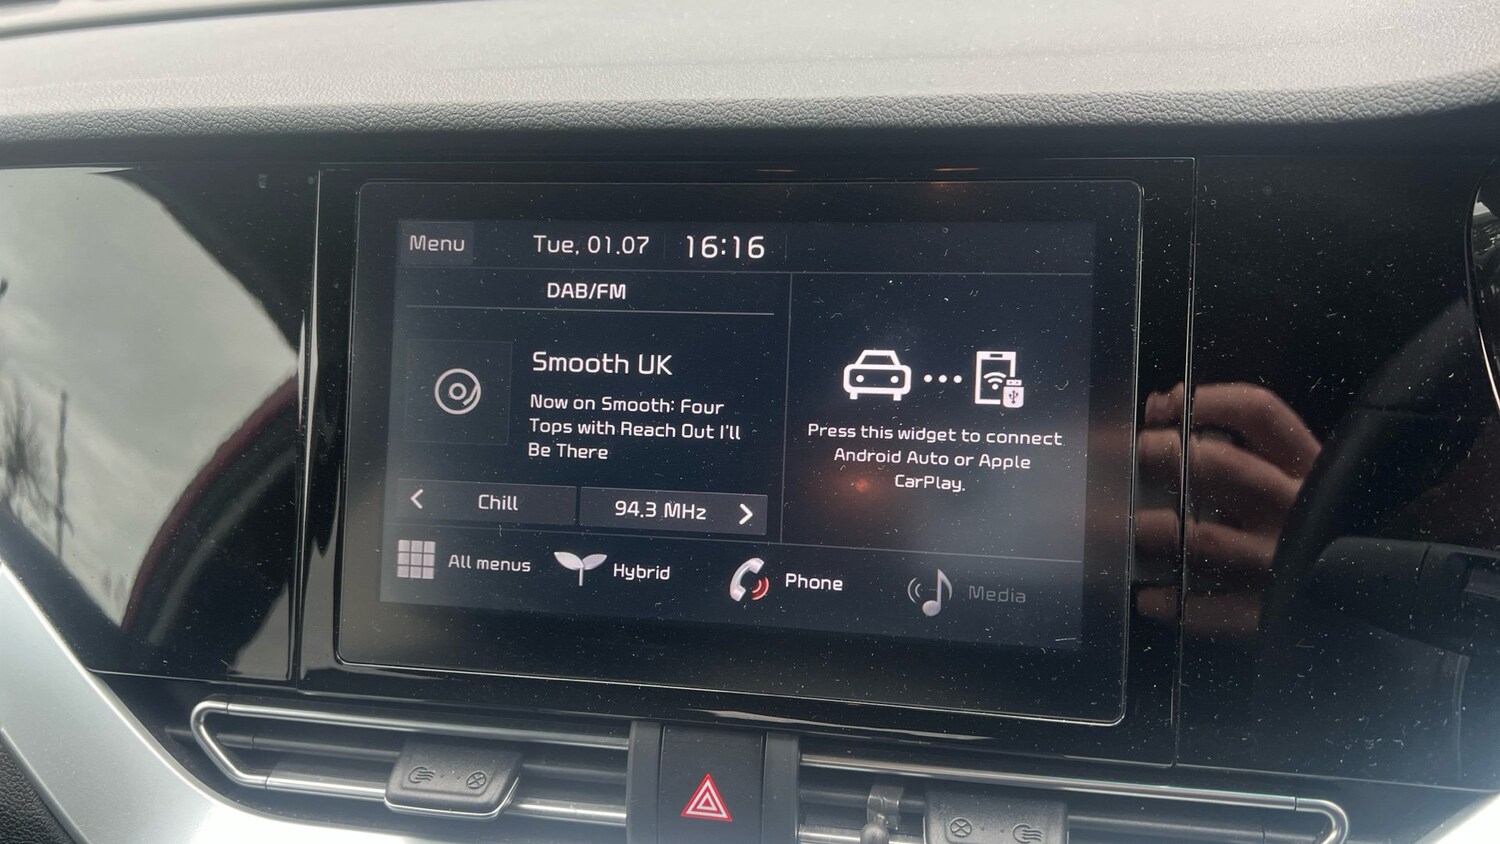 Menu
Tue, 01.07
16:16
DAB/FM
Smooth UK
Now on Smooth: Four
Tops with Reach Out I'll
Be There
Chill
94.3 MHz
Press this widget to connect
Android Auto or Apple
CarPlay.
All menus
Hybrid
Phone
Media